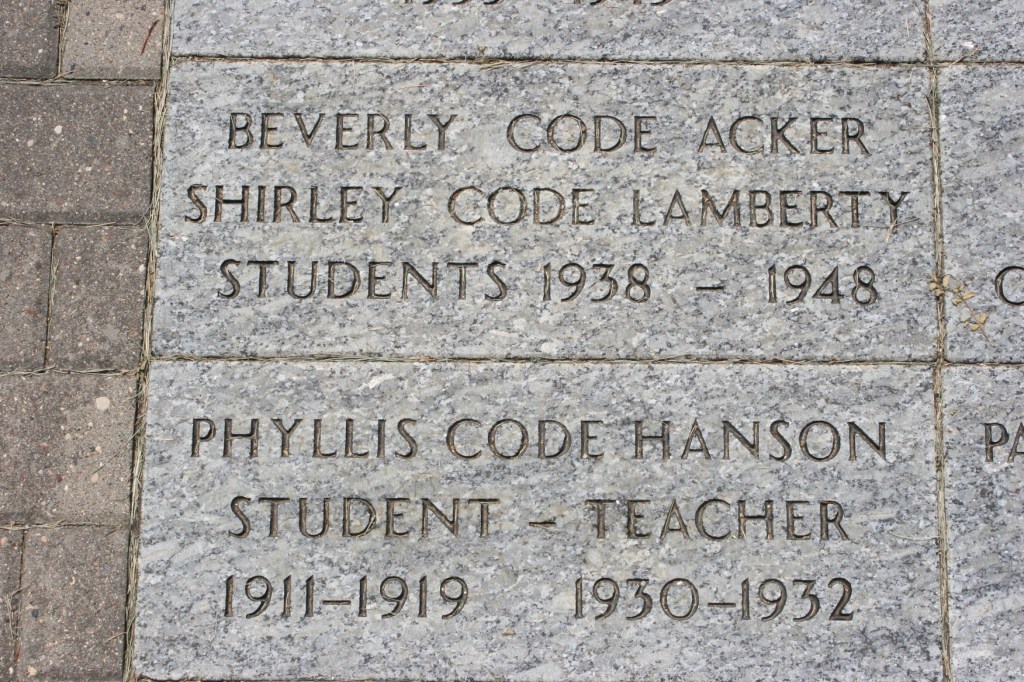 BEVERLY CODE ACKER
SHIRLEY CODE LAMBERTY
STUDENTS 1938 - 1948
PHYLLIS CODE HANSON
STUDENT - TEACHER
1911-1919 1930-1932